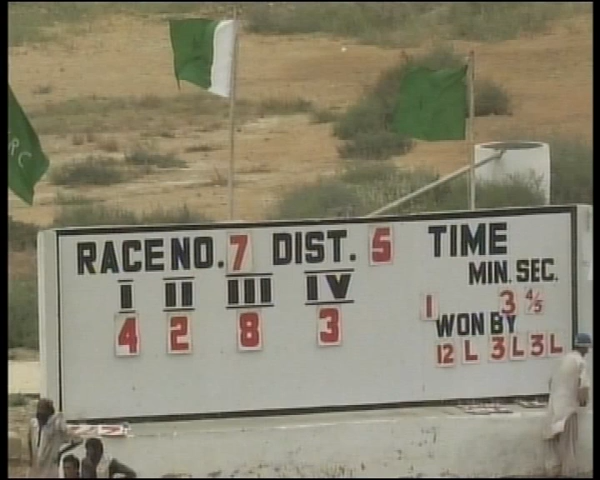 RACE NO. 7 DIST. 5 TIME
MIN. SEC.
I II III IV
1 3 4/5
4 2 8 3
WON BY
12 L 3 L 3 L
RC